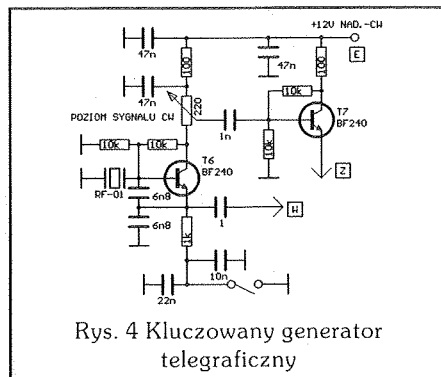 +12V NAD.-CW
E
47n
100
47n
100
47n
220
10k
T7
BF240
POZIOM SYGNAŁU CW
1n
10k
10k
10k
T6
BF240
Z
RF-01
6n8
W
6n8
1k
1
10n
22n
Rys. 4 Kluczowany generator
telegraficzny